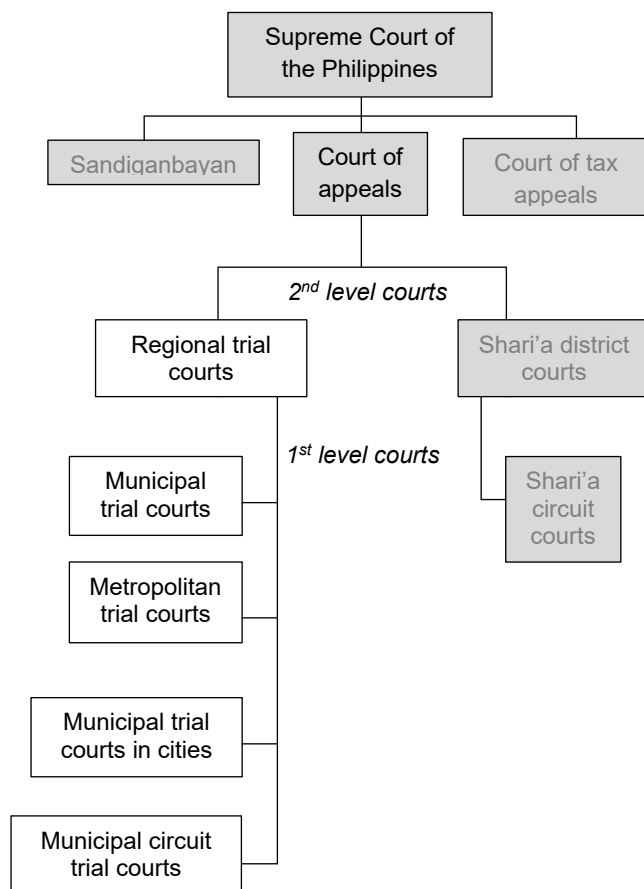 Supreme Court of
the Philippines
Sandiganbayan
Court of
appeals
Court of tax
appeals
2nd level courts
Regional trial
courts
Shari’a district
courts
1st level courts
Municipal
trial courts
Shari’a
circuit
courts
Metropolitan
trial courts
Municipal trial
courts in cities
Municipal circuit
trial courts